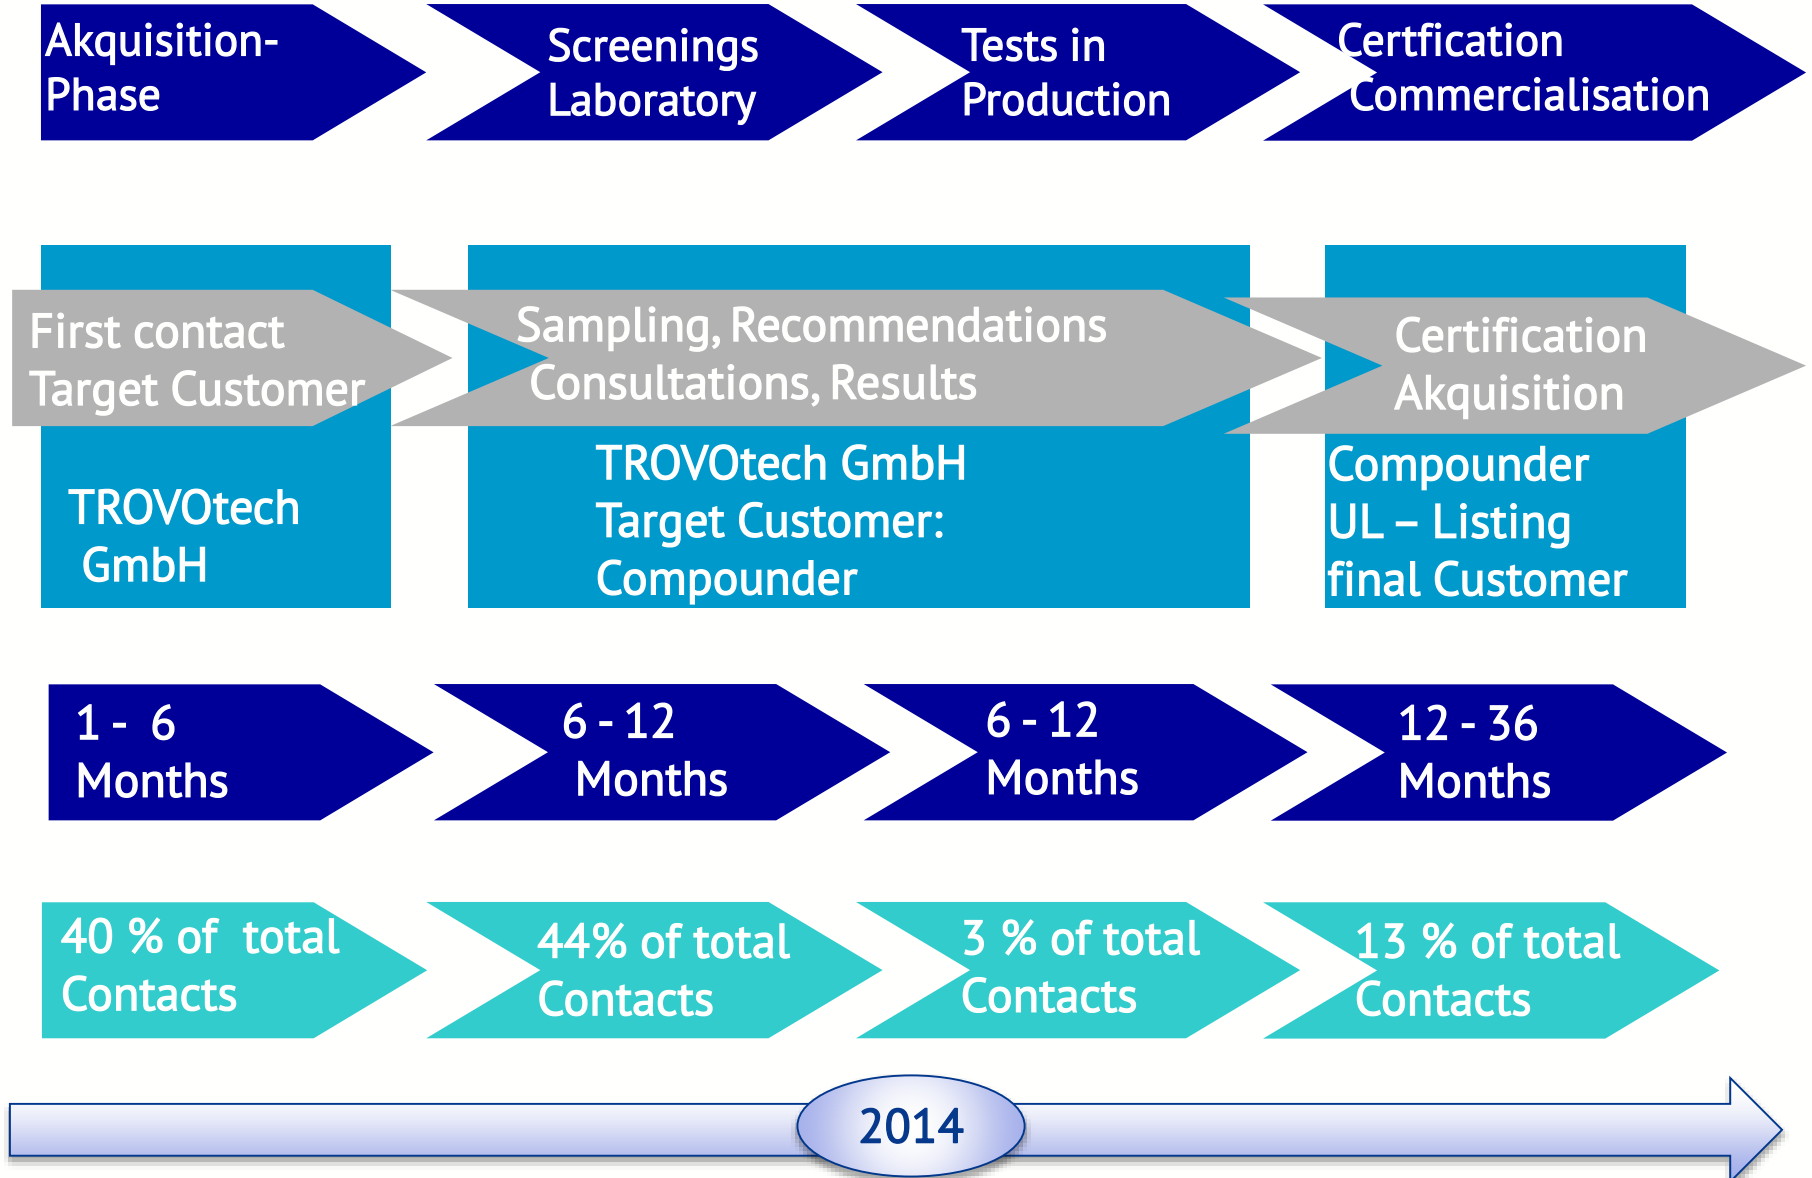 Akquisition-
Phase
Screenings
Laboratory
Tests in
Production
Certfication
Commercialisation
First contact
Target Customer
Sampling, Recommendations
Consultations, Results
Certification
Akquisition
TROVOtech
GmbH
TROVOtech GmbH
Target Customer:
Compounder
Compounder
UL – Listing
final Customer
1 - 6
Months
6 - 12
Months
6 - 12
Months
12 - 36
Months
40 % of total
Contacts
44% of total
Contacts
3 % of total
Contacts
13 % of total
Contacts
2014